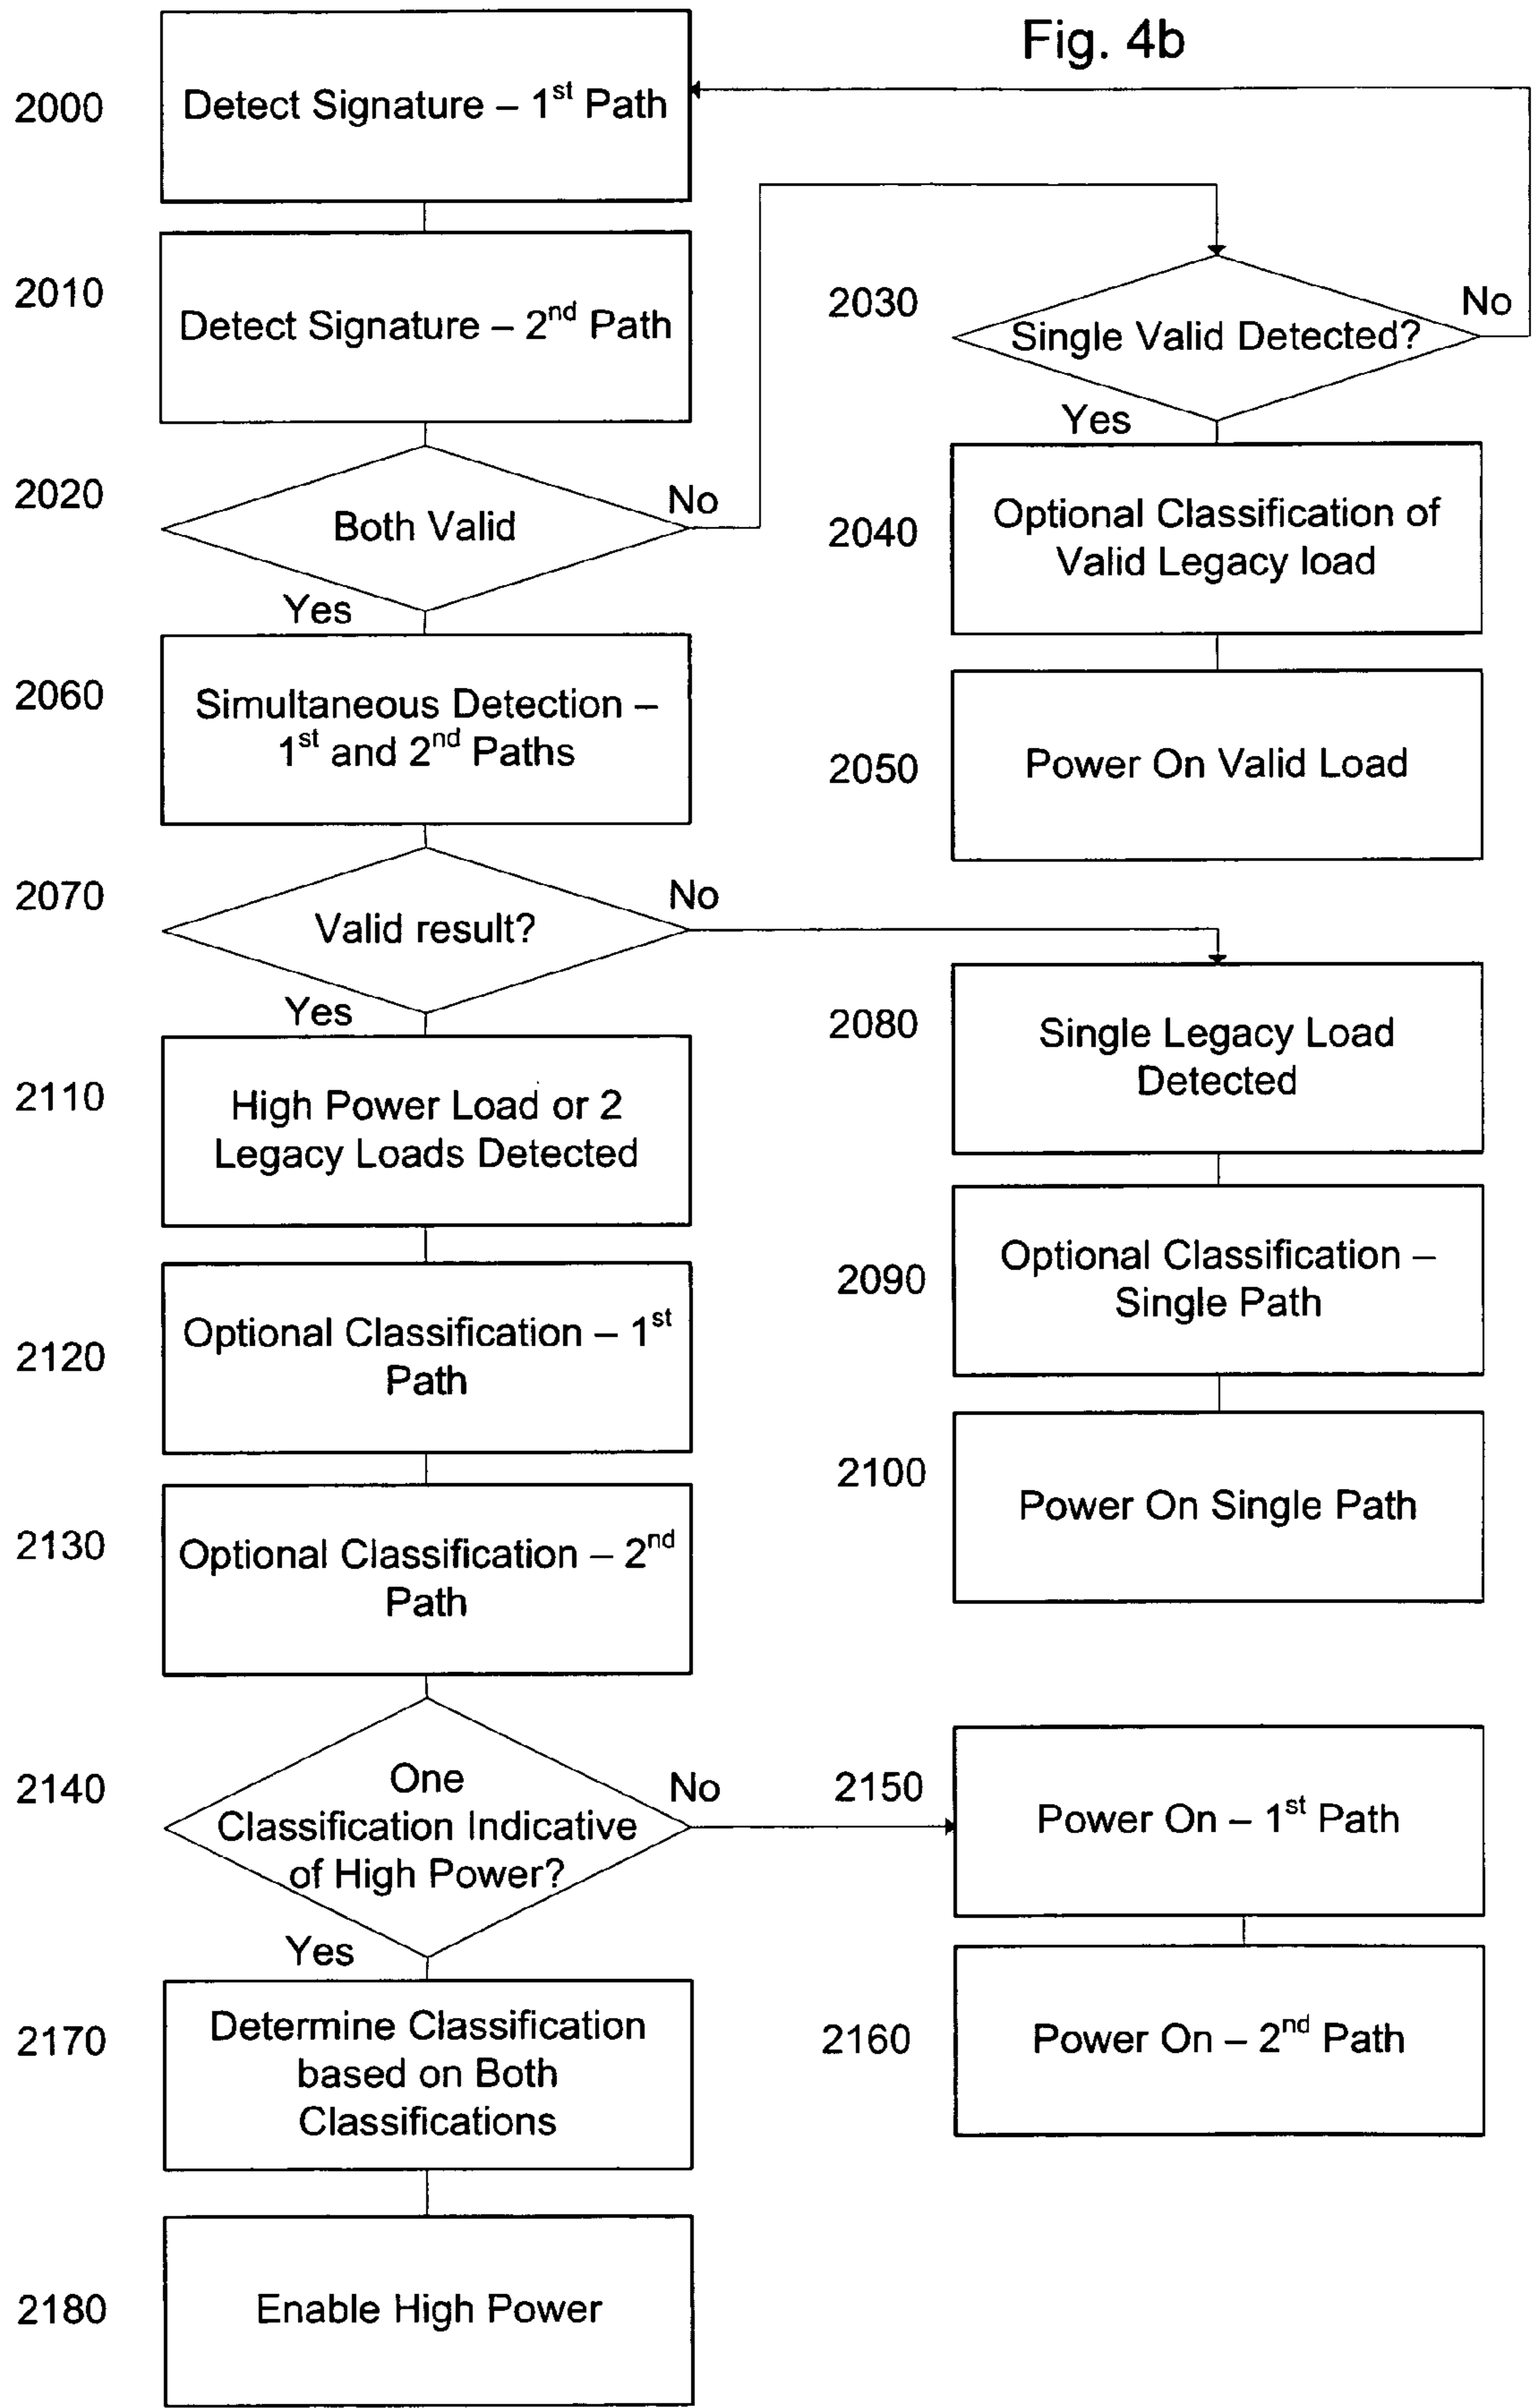 Fig. 4b
2000
Detect Signature – 1st Path
2010
Detect Signature – 2nd Path
2020
Both Valid
No
Yes
2030
Single Valid Detected?
No
Yes
2040
Optional Classification of
Valid Legacy load
2050
Power On Valid Load
2060
Simultaneous Detection –
1st and 2nd Paths
2070
Valid result?
No
Yes
2080
Single Legacy Load
Detected
2090
Optional Classification –
Single Path
2100
Power On Single Path
2110
High Power Load or 2
Legacy Loads Detected
2120
Optional Classification – 1st
Path
2130
Optional Classification – 2nd
Path
2140
One
Classification Indicative
of High Power?
No
Yes
2150
Power On – 1st Path
2160
Power On – 2nd Path
2170
Determine Classification
based on Both
Classifications
2180
Enable High Power